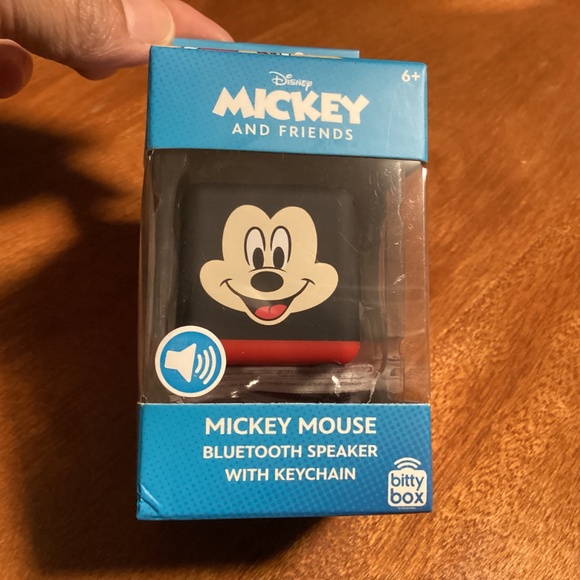 Disney
MICKEY
AND FRIENDS
6+
MICKEY MOUSE
BLUETOOTH SPEAKER
WITH KEYCHAIN
bitty
box